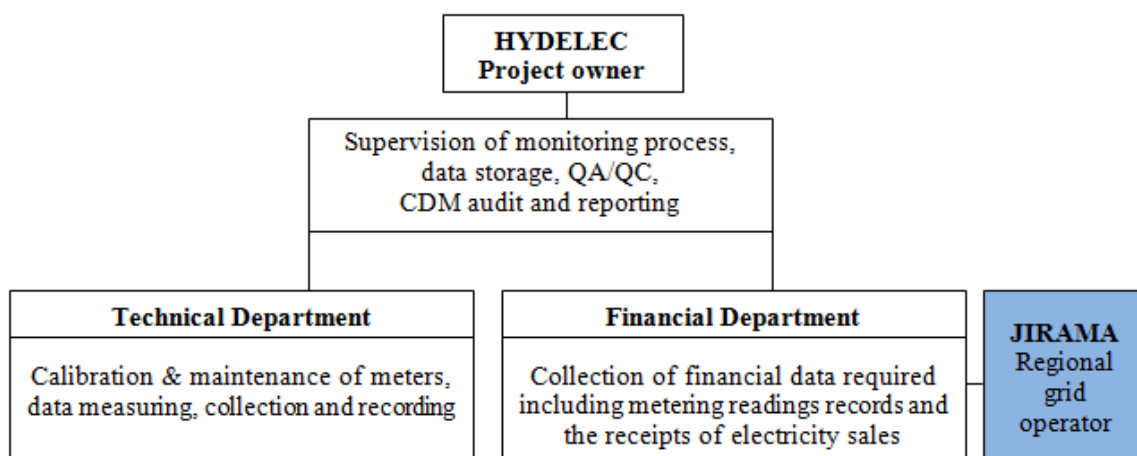 HYDELEC
Project owner
Supervision of monitoring process,
data storage, QA/QC,
CDM audit and reporting
Technical Department
Calibration & maintenance of meters,
data measuring, collection and recording
Financial Department
Collection of financial data required
including metering readings records and
the receipts of electricity sales
JIRAMA
Regional
grid
operator